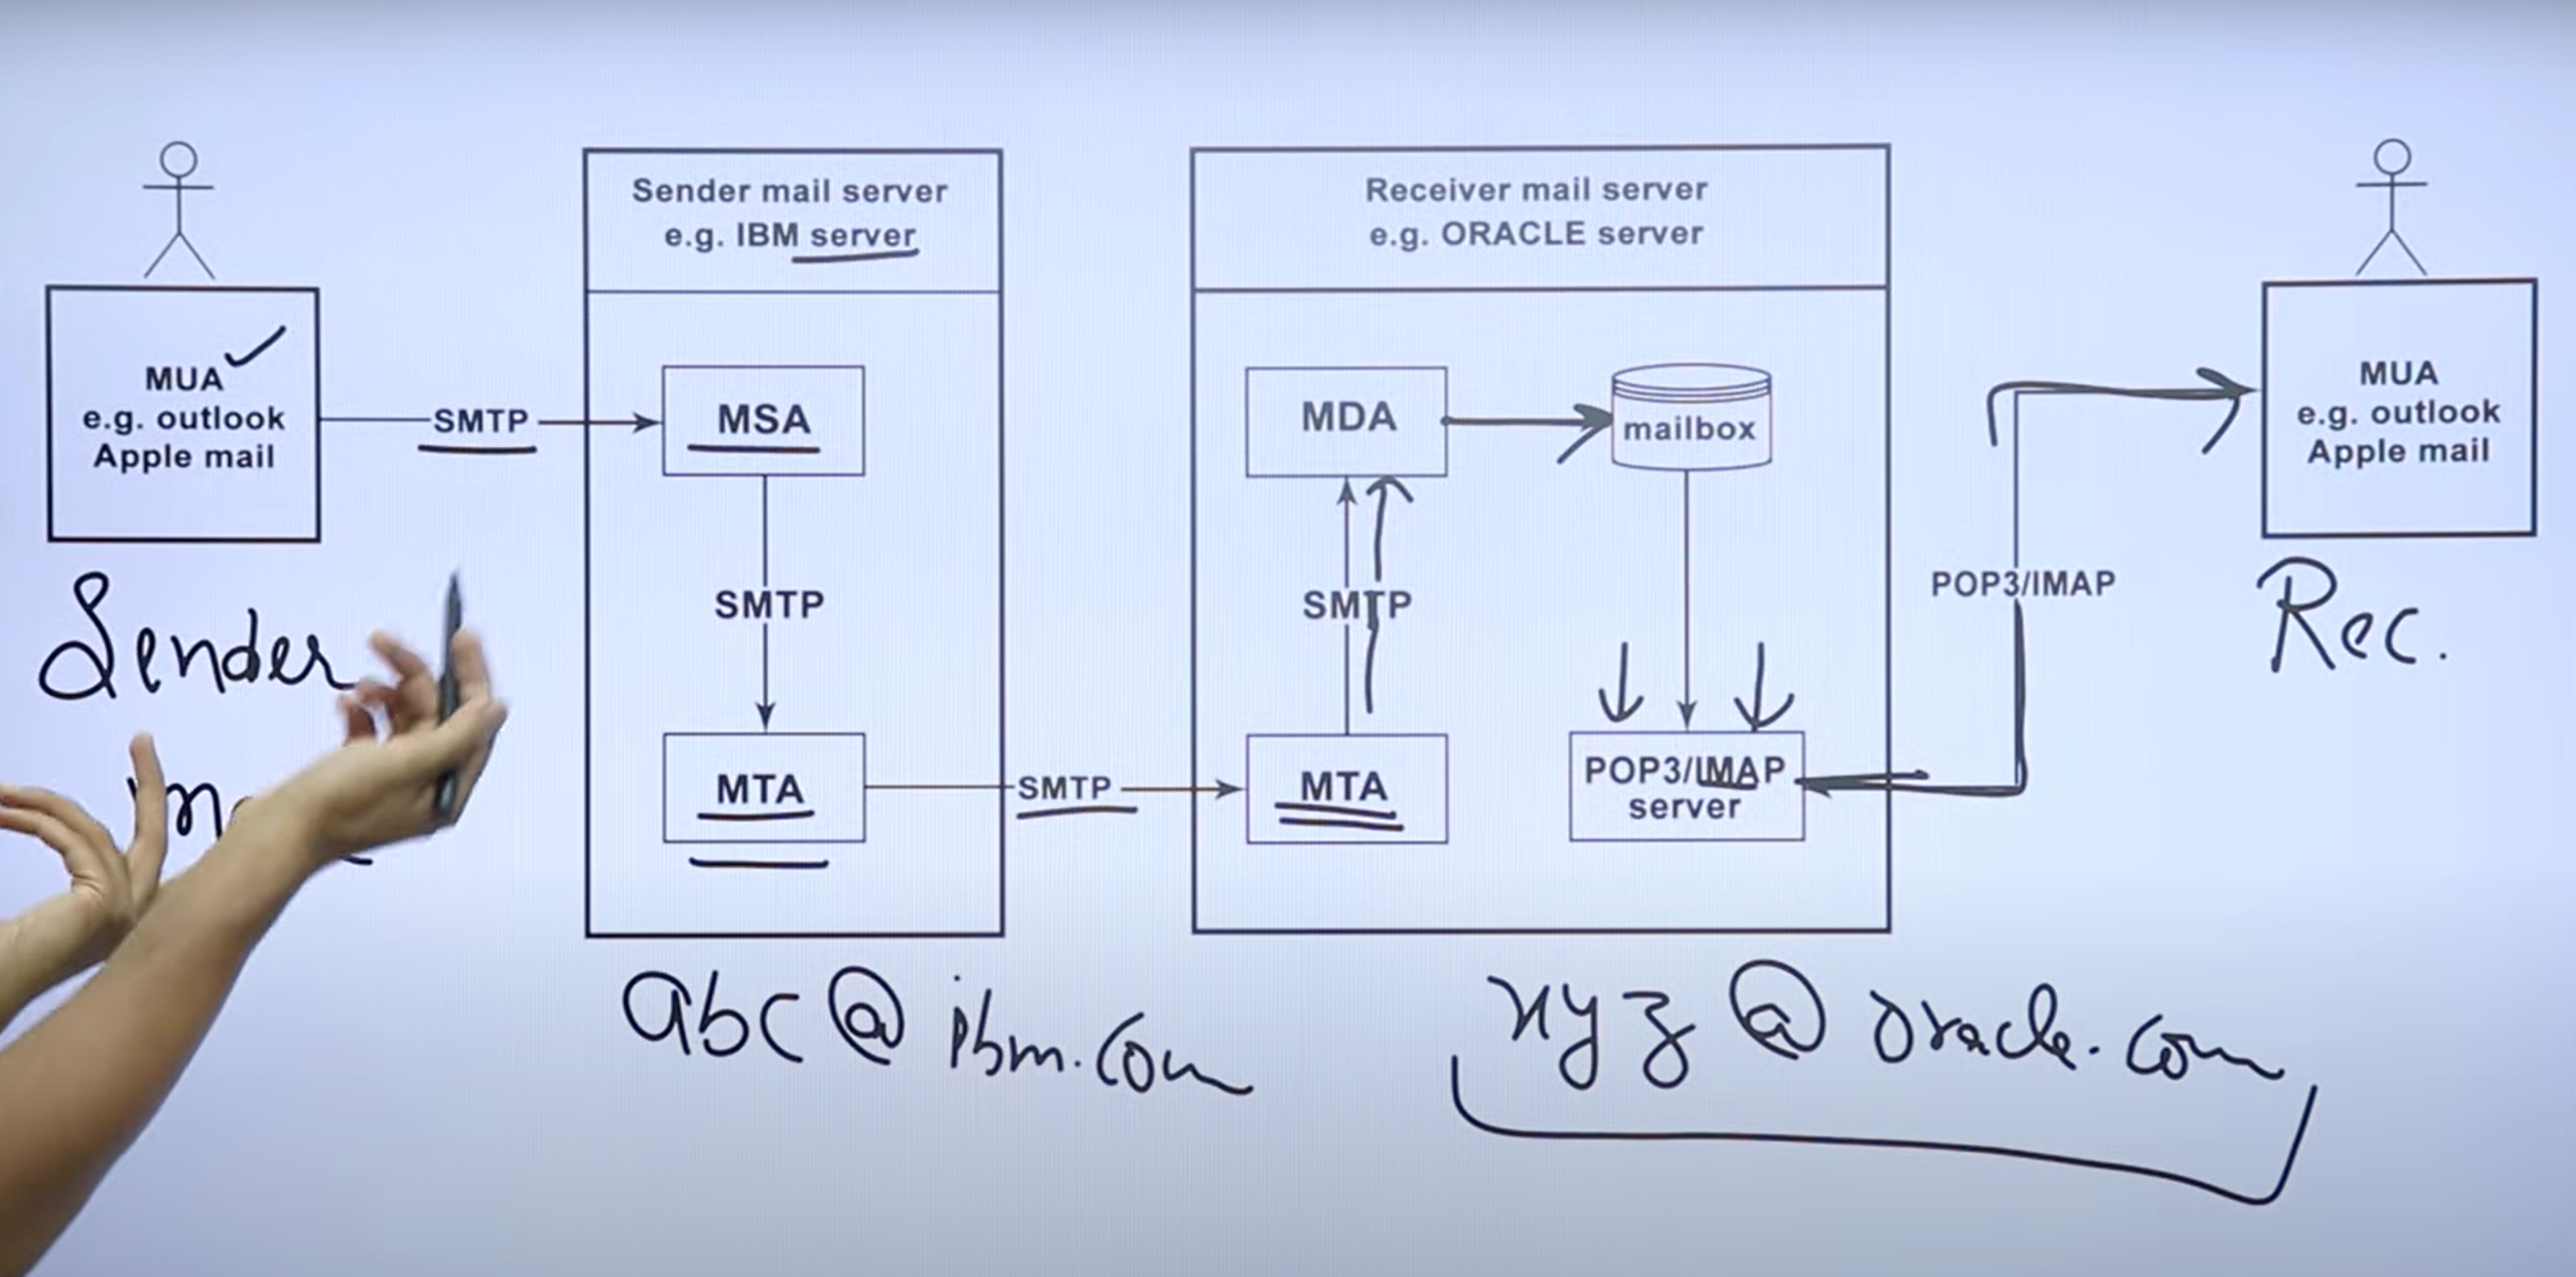 MUA
e.g. outlook
Apple mail
SMTP
Sender
Sender mail server
e.g. IBM server
MSA
SMTP
MTA
SMTP
abc@ibm.com
Receiver mail server
e.g. ORACLE server
MDA
mailbox
SMTP
MTA
POP3/IMAP
server
xyz@oracle.com
POP3/IMAP
MUA
e.g. outlook
Apple mail
Rec.